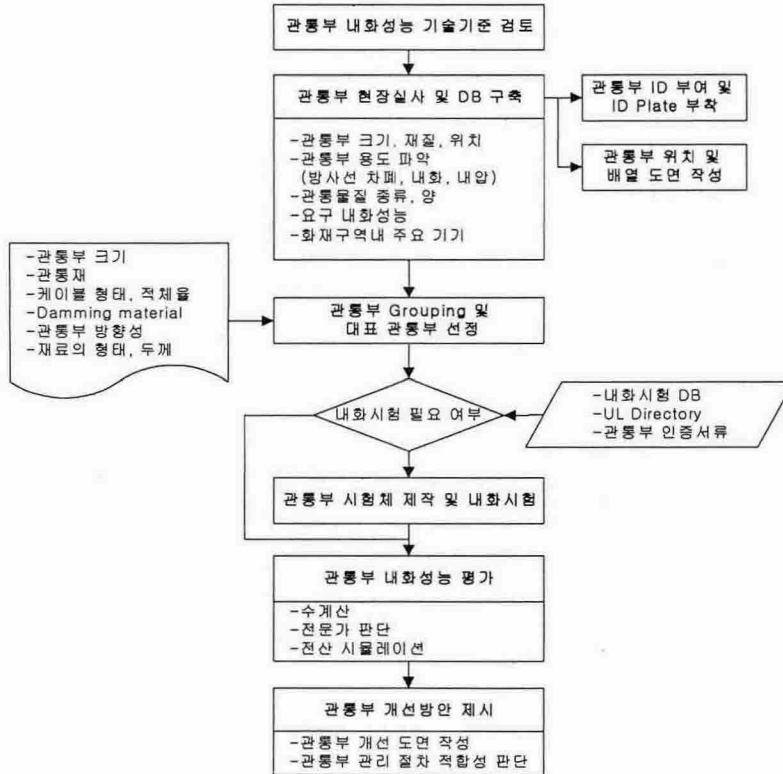 관통부 내화성능 기술기준 검토
관통부 현장실사 및 DB 구축
-관통부 크기, 재질, 위치
-관통부 용도 파악
(방사선 차폐, 내화, 내압)
-관통물질 종류, 양
-요구 내화성능
-화재구역내 주요 기기
관통부 ID 부여 및
ID Plate 부착
관통부 위치 및
배열 도면 작성
-관통부 크기
-관통재
-케이블 형태, 적체율
-Damming material
-관통부 방향성
-재료의 형태, 두께
관통부 Grouping 및
대표 관통부 선정
내화시험 필요 여부
-내화시험 DB
-UL Directory
-관통부 인증서류
관통부 시험체 제작 및 내화시험
관통부 내화성능 평가
-수계산
-전문가 판단
-전산 시뮬레이션
관통부 개선방안 제시
-관통부 개선 도면 작성
-관통부 관리 절차 적합성 판단